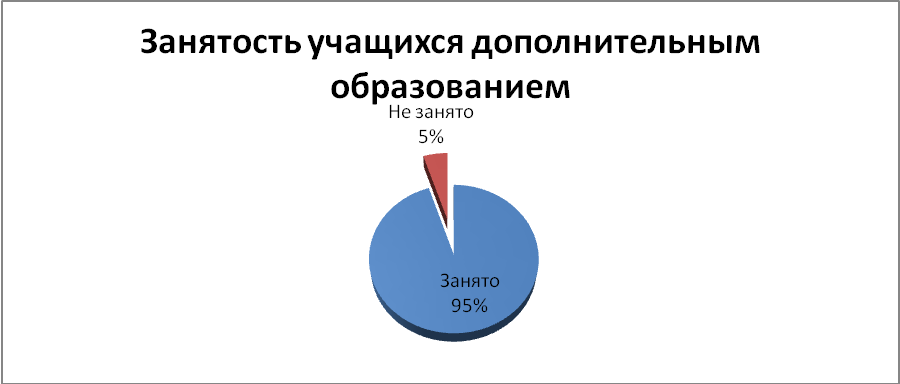 Занятость учащихся дополнительным
образованием
Не занято
5%
Занято
95%